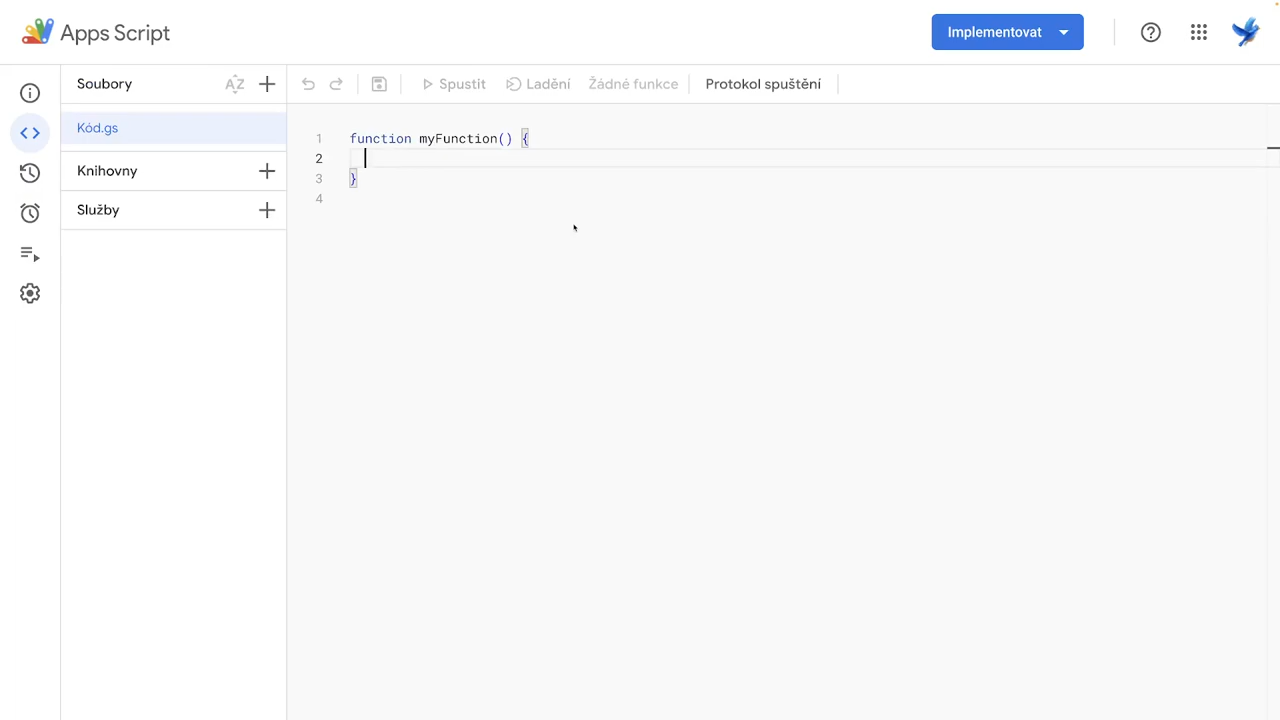 Apps Script
Implementovat
Soubory
AZ
Spustit
Ladění
Žádné funkce
Protokol spuštění
Kód.gs
Knihovny
Služby
1 function myFunction() {
2
3 }
4